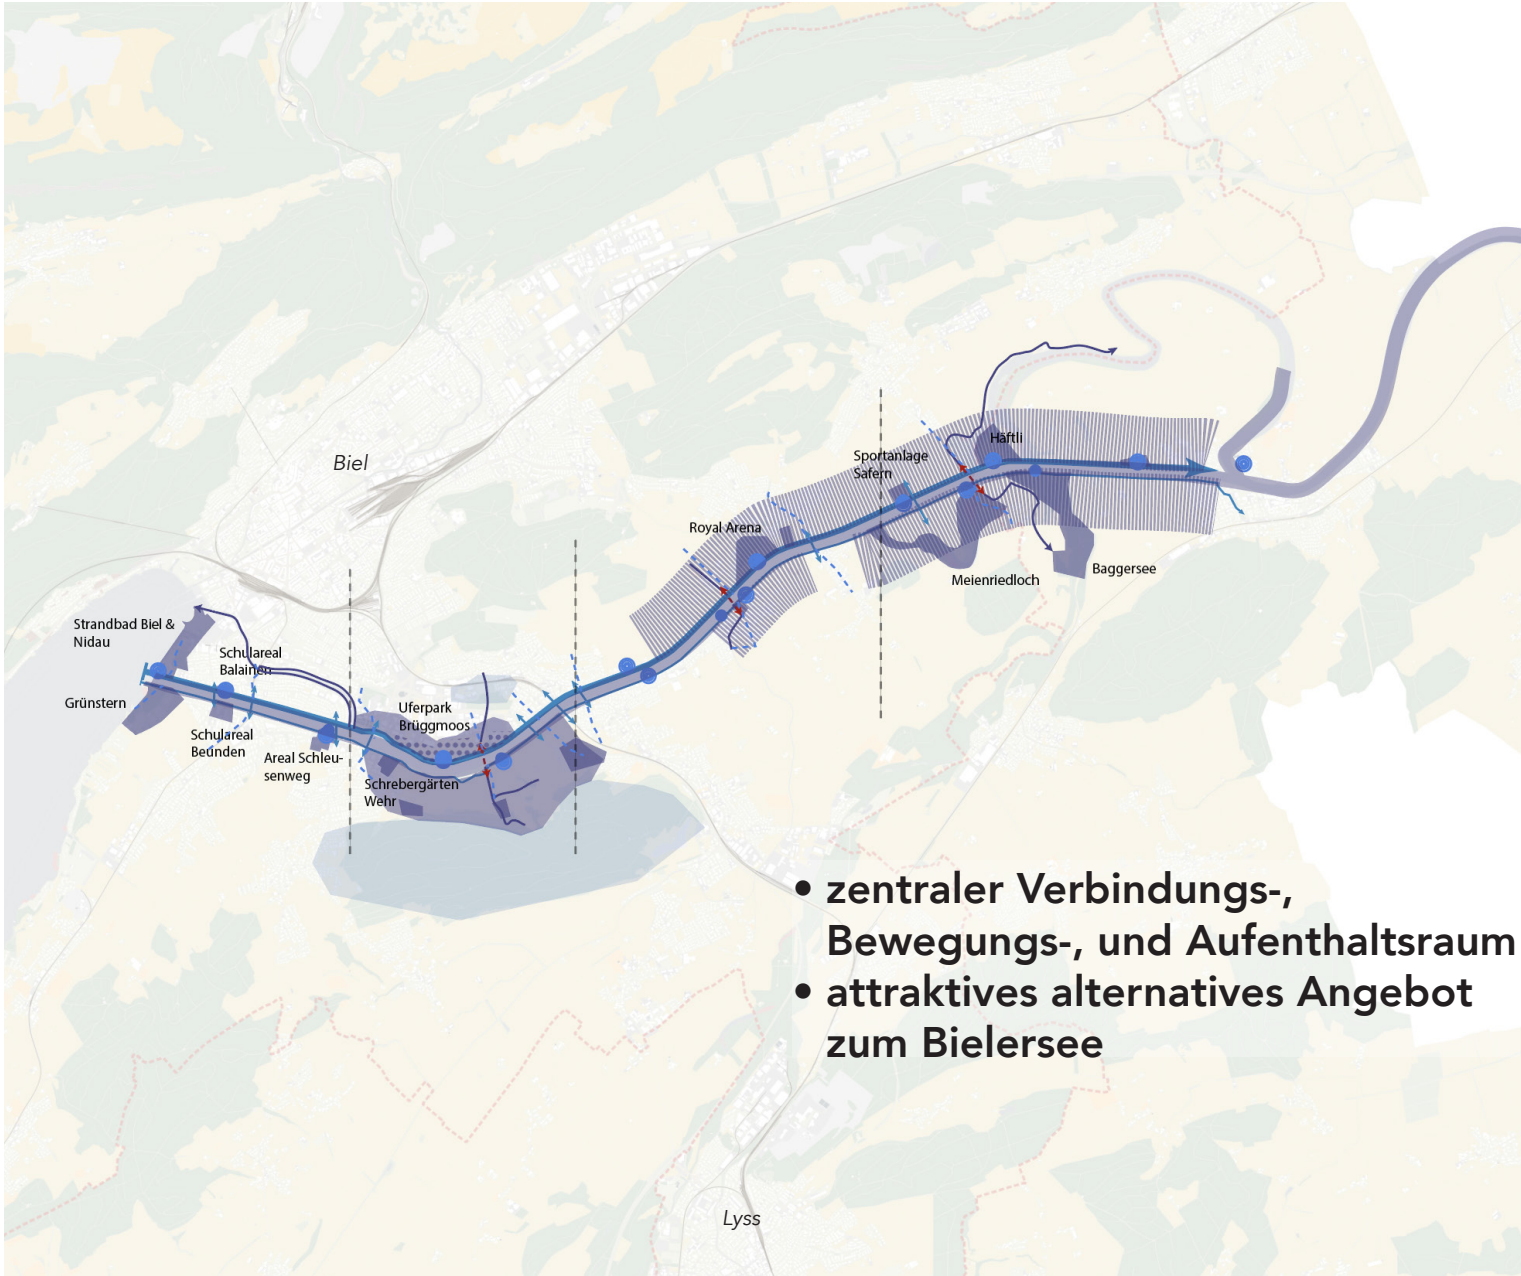 Häftli
Biel
Sportanlage
Safern
Royal Arena
Baggersee
Meienriedloch
Strandbad Biel &
Nidau
Schulareal
Balainen
Grünstern
Uferpark
Brüggmoos
Schulareal
Beunden
Areal Schleu-
senweg
Schrebergärten
Wehr
• zentraler Verbindungs-,
Bewegungs-, und Aufenthaltsraum
• attraktives alternatives Angebot
zum Bielersee
Lyss